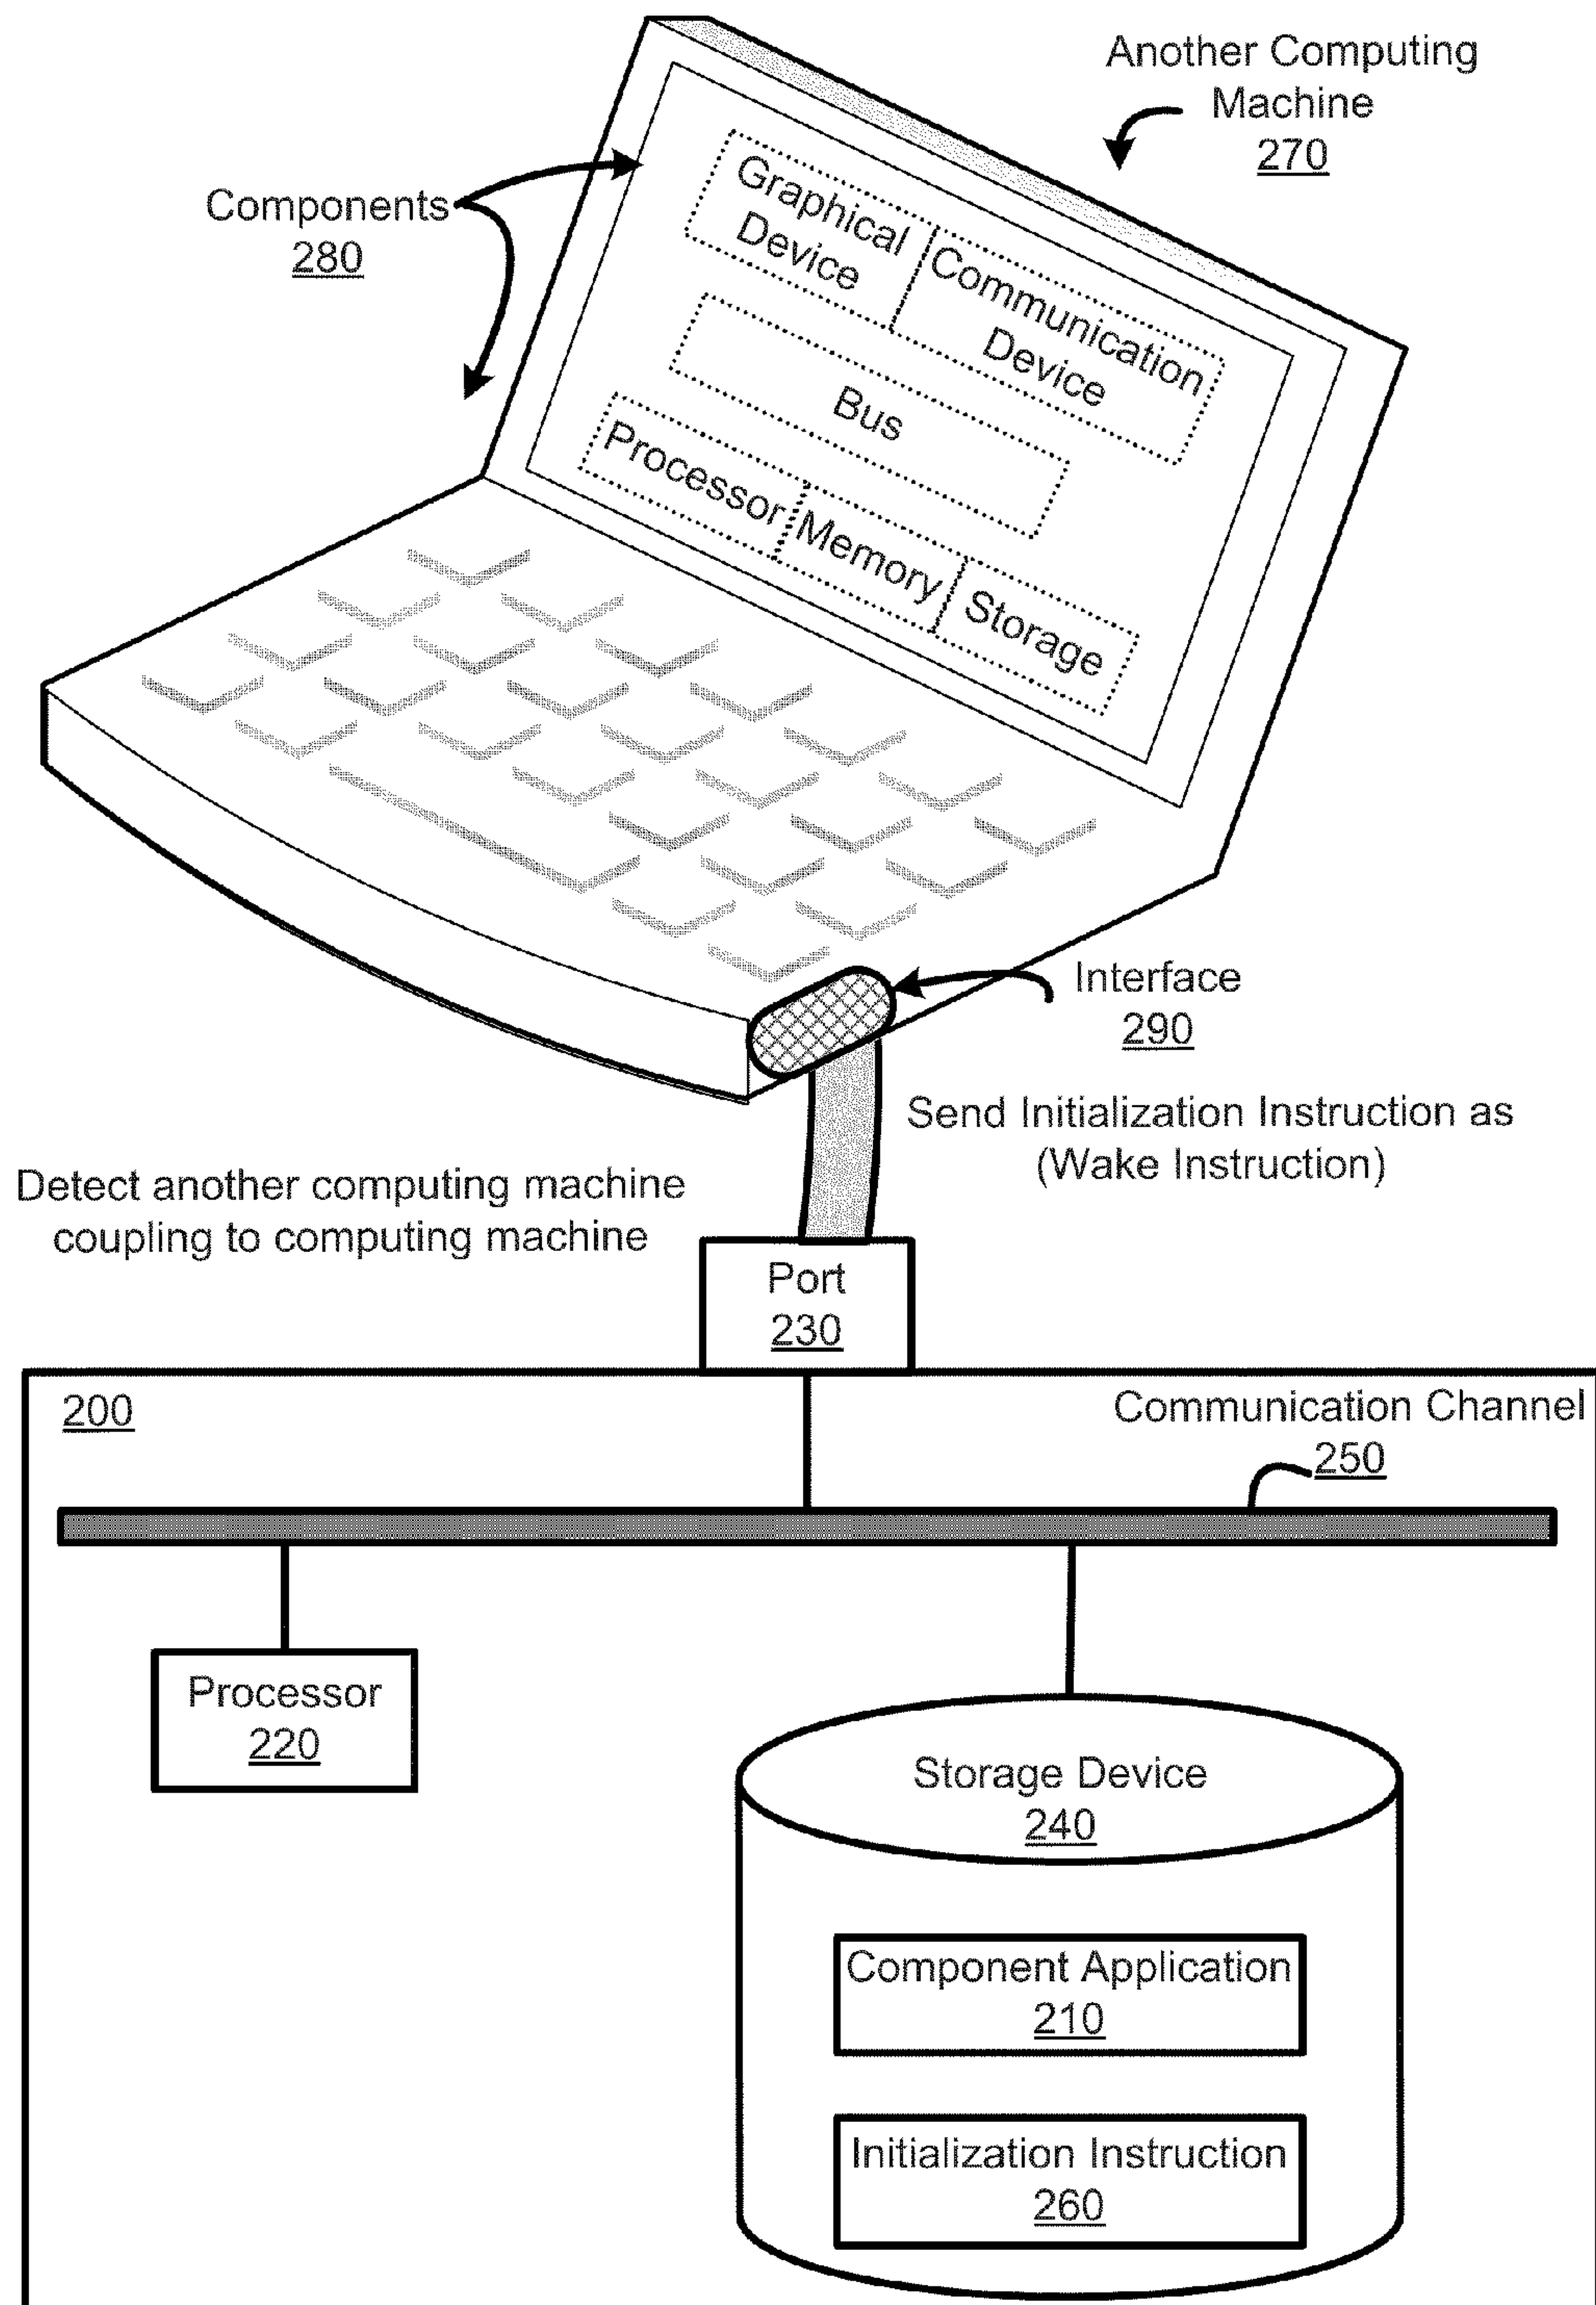 Another Computing
Machine
270
Components
280
Graphical
Device
Communication
Device
Bus
Processor
Memory
Storage
Interface
290
Send Initialization Instruction as
(Wake Instruction)
Detect another computing machine
coupling to computing machine
Port
230
200
Communication Channel
250
Processor
220
Storage Device
240
Component Application
210
Initialization Instruction
260